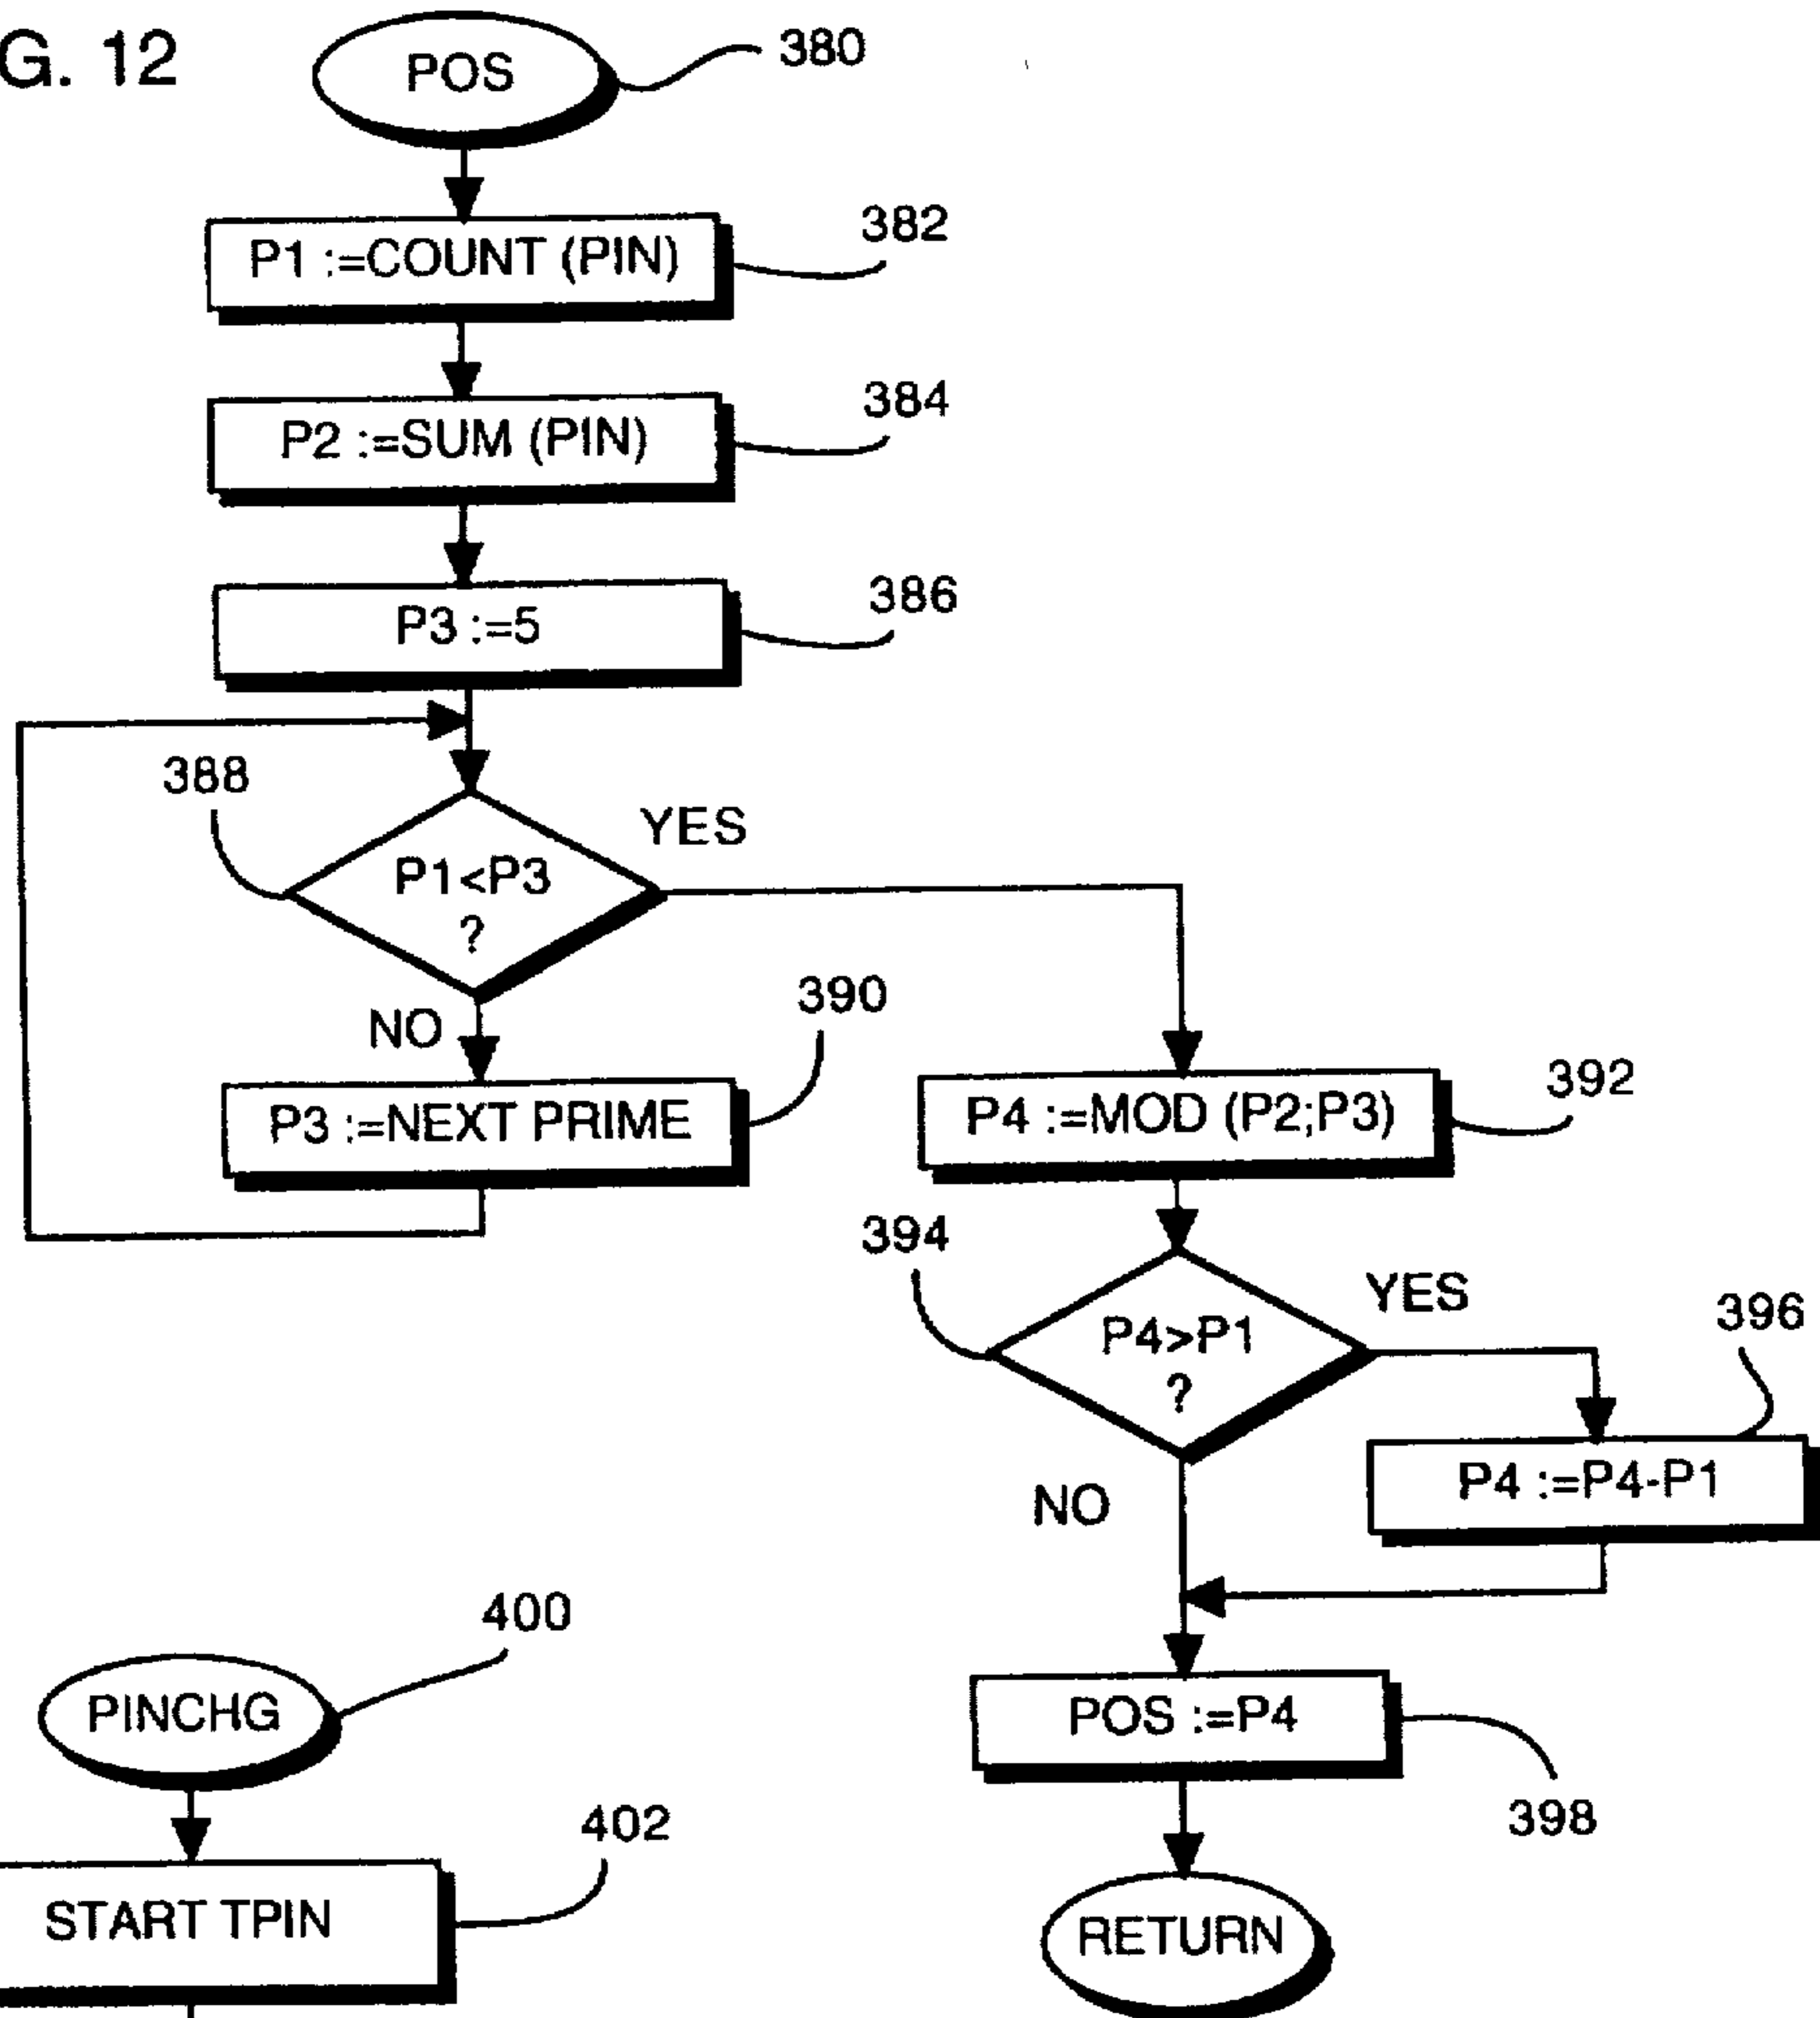 G. 12
POS
380
P1 :=COUNT (PIN)
382
P2 :=SUM (PIN)
384
P3 :=5
386
388
P1<P3
?
YES
NO
P3 :=NEXT PRIME
390
P4 :=MOD (P2;P3)
392
394
P4>P1
?
YES
NO
396
P4 :=P4-P1
POS :=P4
398
RETURN
PINCHG
400
START TPIN
402